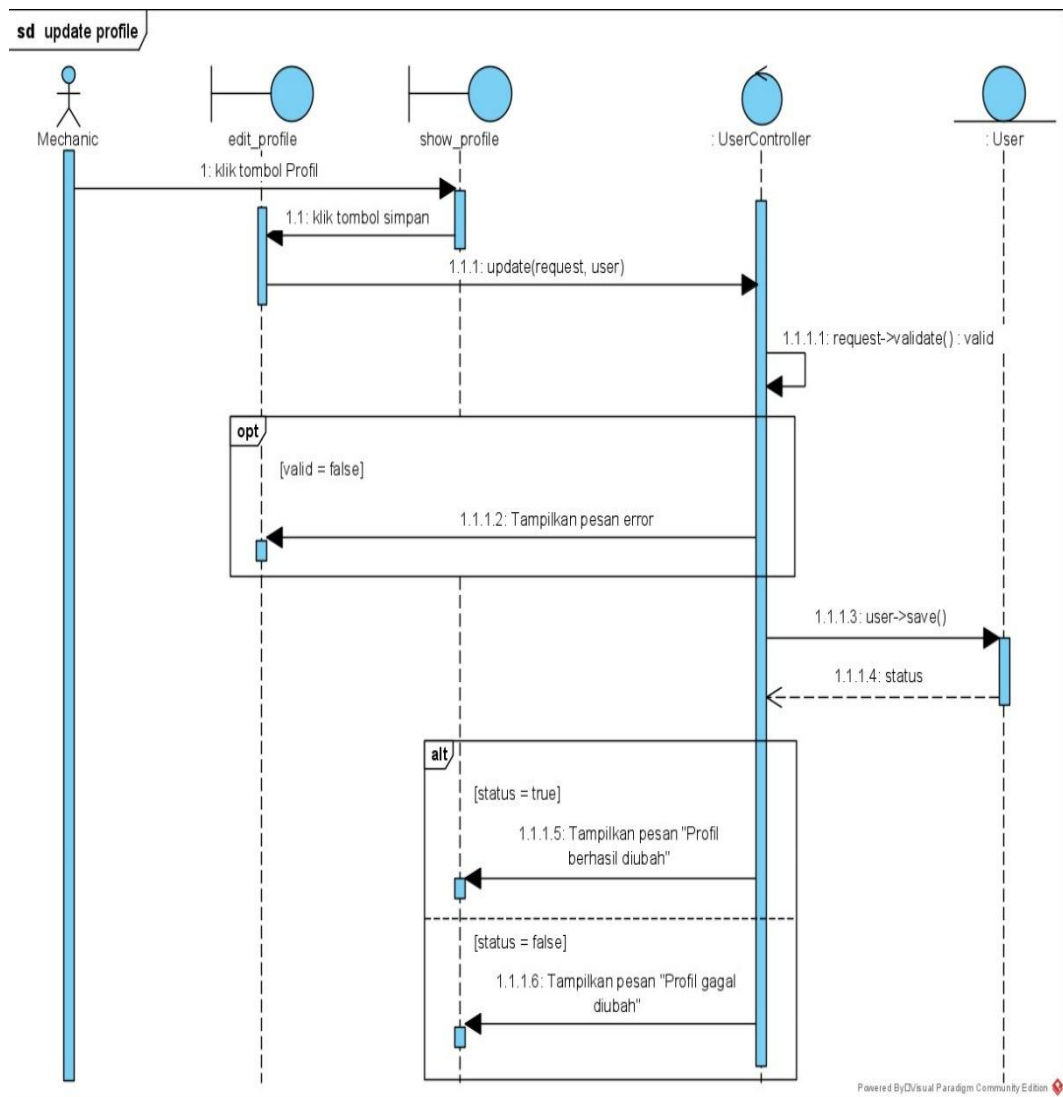 sd update profile
Mechanic
edit_profile
show_profile
: UserController
: User
1: klik tombol Profil
1.1: klik tombol simpan
1.1.1: update(request, user)
1.1.1.1: request->validate() : valid
opt
[valid = false]
1.1.1.2: Tampilkan pesan error
1.1.1.3: user->save()
1.1.1.4: status
alt
[status = true]
1.1.1.5: Tampilkan pesan "Profil
berhasil diubah"
[status = false]
1.1.1.6: Tampilkan pesan "Profil gagal
diubah"
Powered By□Visual Paradigm Community Edition